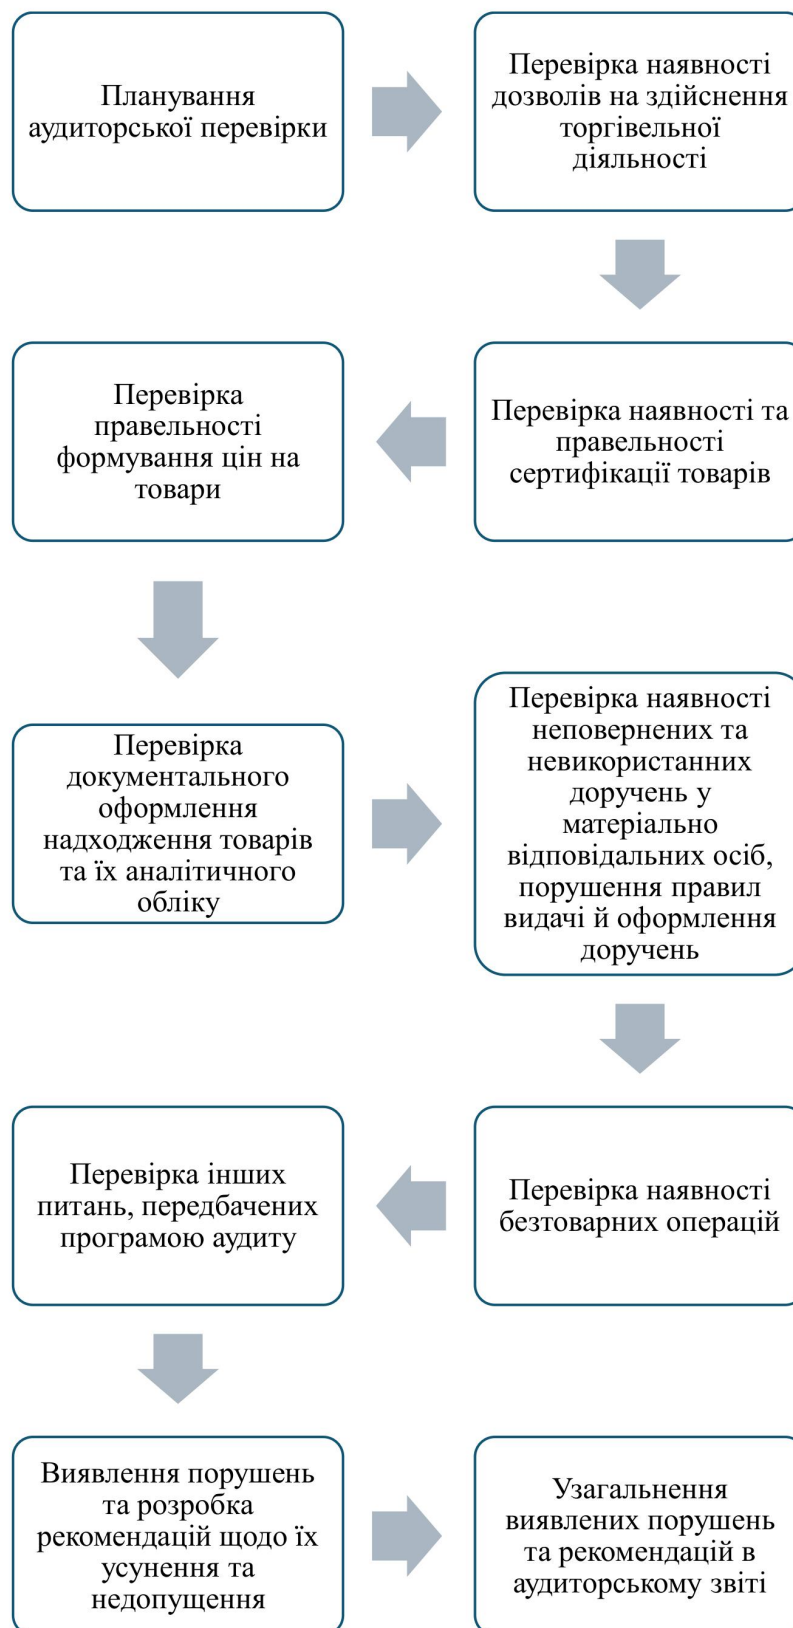 Планування
аудиторської перевірки
Перевірка наявності
дозволів на здійснення
торгівельної
діяльності
Перевірка наявності та
правельності
сертифікації товарів
Перевірка
правельності
формування цін на
товари
Перевірка
документального
оформлення
надходження товарів
та їх аналітичного
обліку
Перевірка наявності
неповернених та
невикористанних
доручень у
матеріально
відповідальних осіб,
порушення правил
видачі й оформлення
доручень
Перевірка наявності
безтоварних операцій
Перевірка інших
питань, передбачених
програмою аудиту
Виявлення порушень
та розробка
рекомендацій щодо їх
усунення та
недопущення
Узагальнення
виявлених порушень
та рекомендацій в
аудиторському звіті